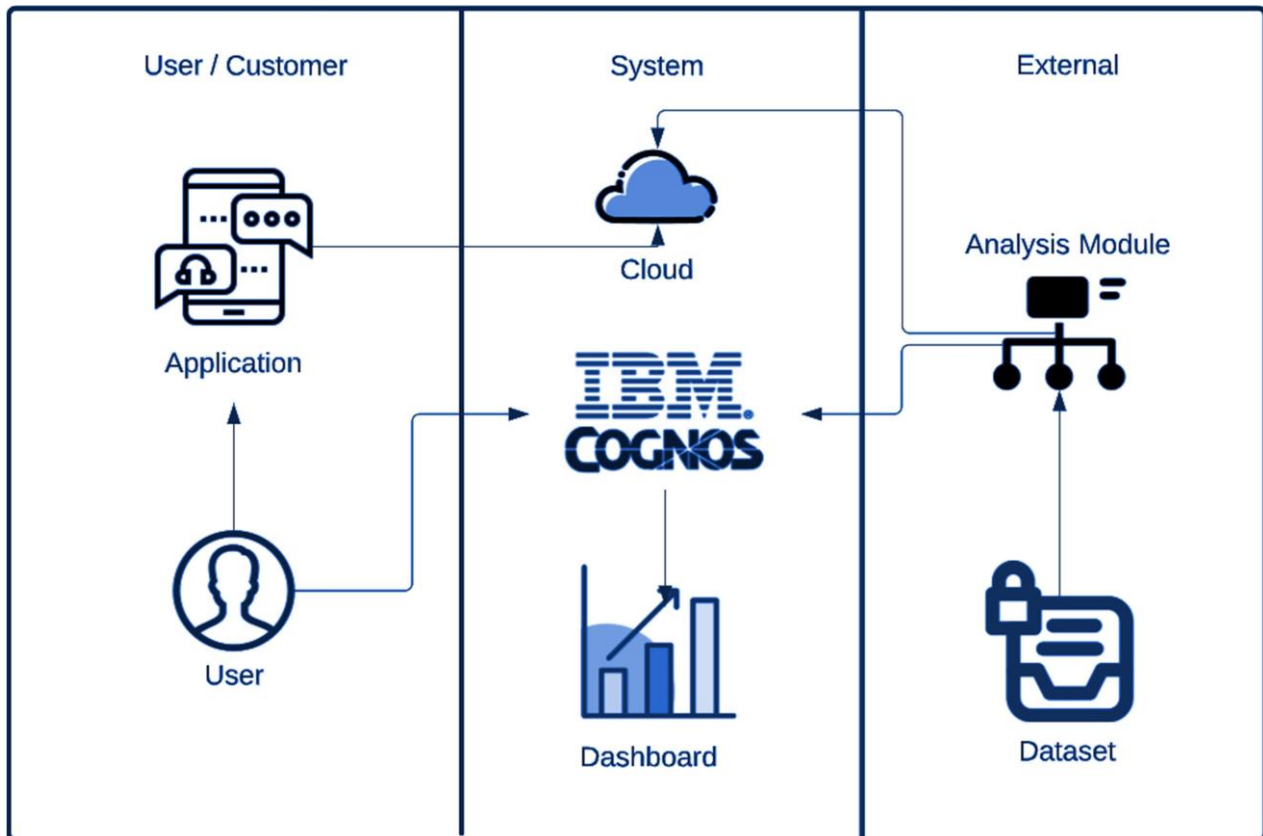 User / Customer
System
External
Cloud
Analysis Module
Application
IBM®
COGNOS
User
Dashboard
Dataset